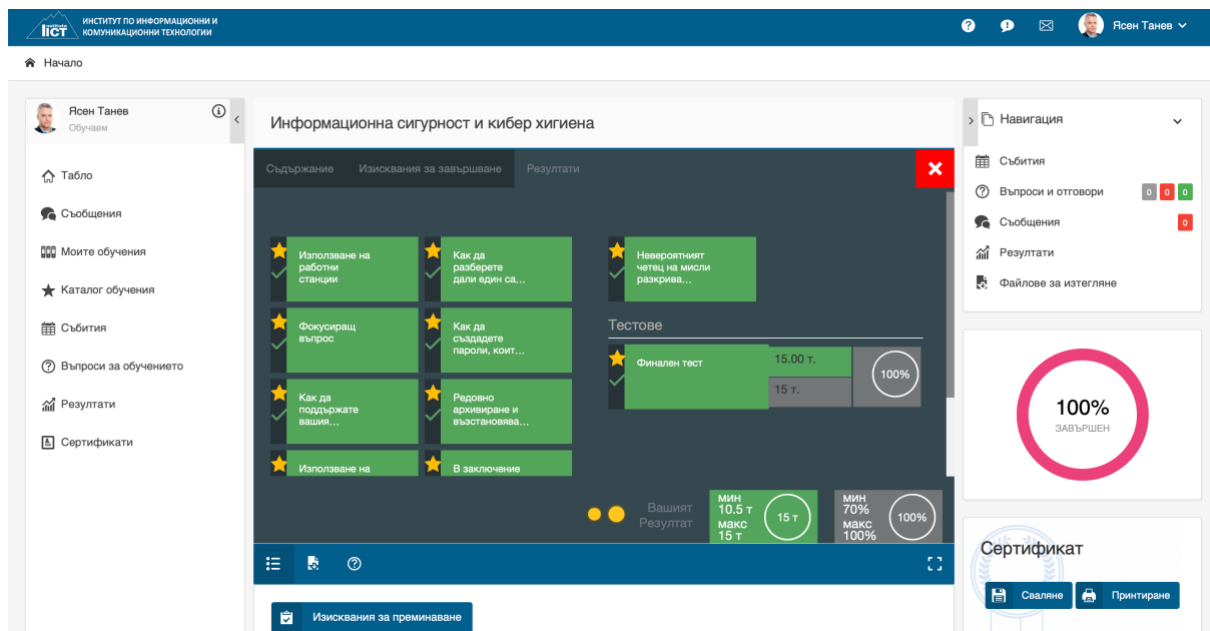 institute
IICT
ИНСТИТУТ ПО ИНФОРМАЦИОННИ И
КОМУНИКАЦИОННИ ТЕХНОЛОГИИ
Ясен Танев
Начало
Ясен Танев
Обучаем
Табло
Съобщения
Моите обучения
Каталог обучения
Събития
Въпроси за обучението
Резултати
Сертификати
Информационна сигурност и кибер хигиена
Съдържание
Изисквания за завършване
Резултати
Използване на
работни
станции
Как да
разберете
дали един са...
Невероятният
четец на мисли
разкрива...
Фокусиращ
въпрос
Как да
създадете
пароли, коит...
Тестове
Финален тест
15.00 т.
15 т.
100%
Как да
поддържате
вашия...
Редовно
архивиране и
възстановява...
Използване на
В заключение
Вашият
Резултат
мин
10.5 т
макс
15 т
15 т
мин
70%
макс
100%
100%
Изисквания за преминаване
Навигация
Събития
Въпроси и отговори
0 0 0
Съобщения
0
Резултати
Файлове за изтегляне
100%
ЗАВЪРШЕН
Сертификат
Сваляне
Принтиране